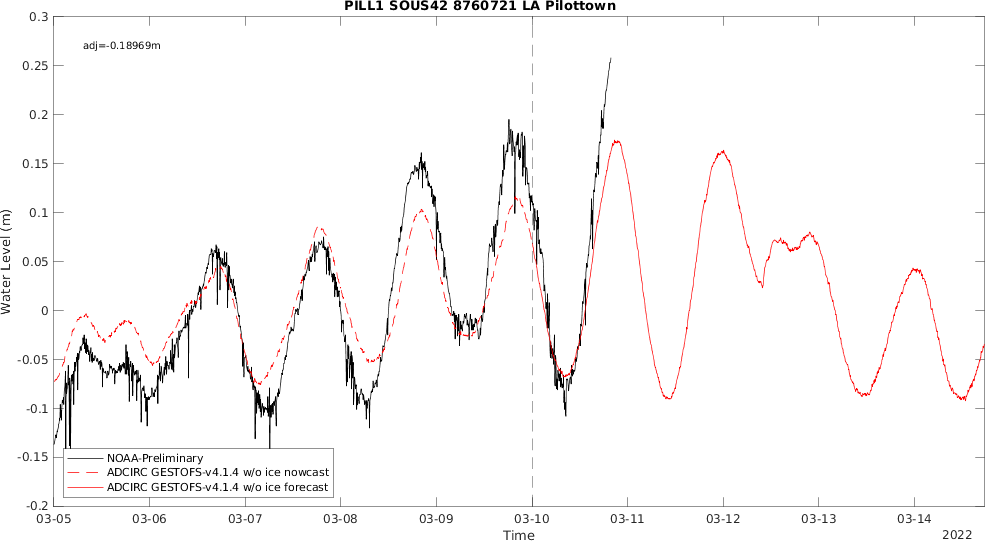 PILL1 SOUS42 8760721 LA Pilottown
adj=-0.18969m
0.3
0.25
0.2
0.15
0.1
0.05
0
-0.05
-0.1
-0.15
-0.2
Water Level (m)
NOAA-Preliminary
ADCIRC GESTOFS-v4.1.4 w/o ice nowcast
ADCIRC GESTOFS-v4.1.4 w/o ice forecast
03-05 03-06 03-07 03-08 03-09 03-10 03-11 03-12 03-13 03-14
Time
2022